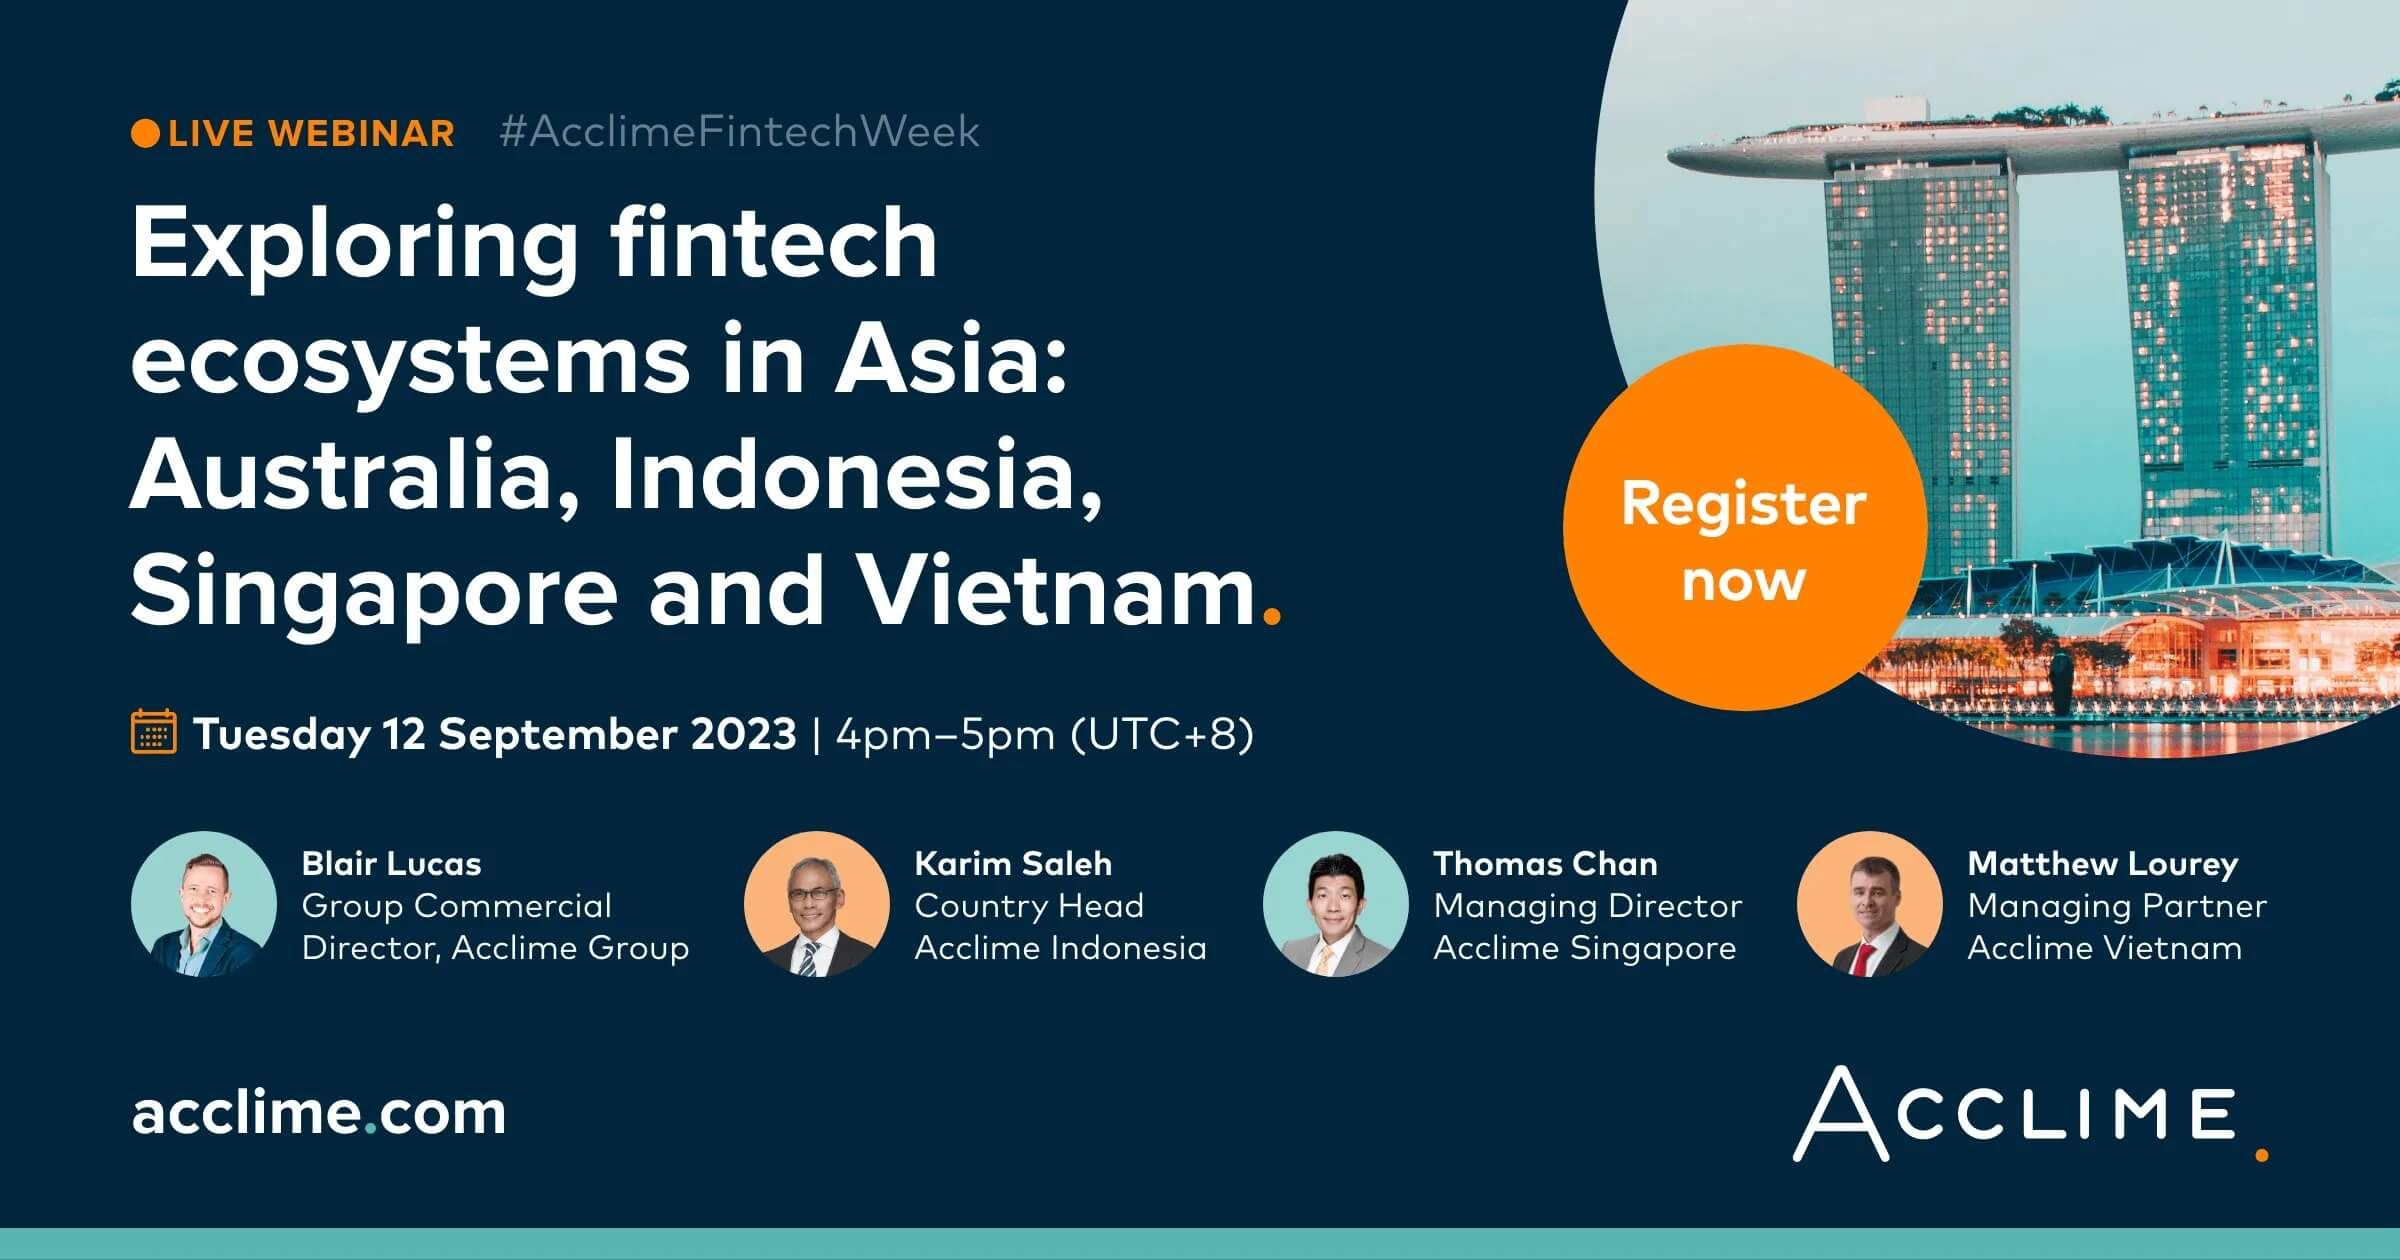 LIVE WEBINAR #AcclimeFintechWeek
Exploring fintech
ecosystems in Asia:
Australia, Indonesia,
Singapore and Vietnam.
Register
now
Tuesday 12 September 2023 | 4pm–5pm (UTC+8)
Blair Lucas
Group Commercial
Director, Acclime Group
Karim Saleh
Country Head
Acclime Indonesia
Thomas Chan
Managing Director
Acclime Singapore
Matthew Lourey
Managing Partner
Acclime Vietnam
acclime.com
ACCLIME.